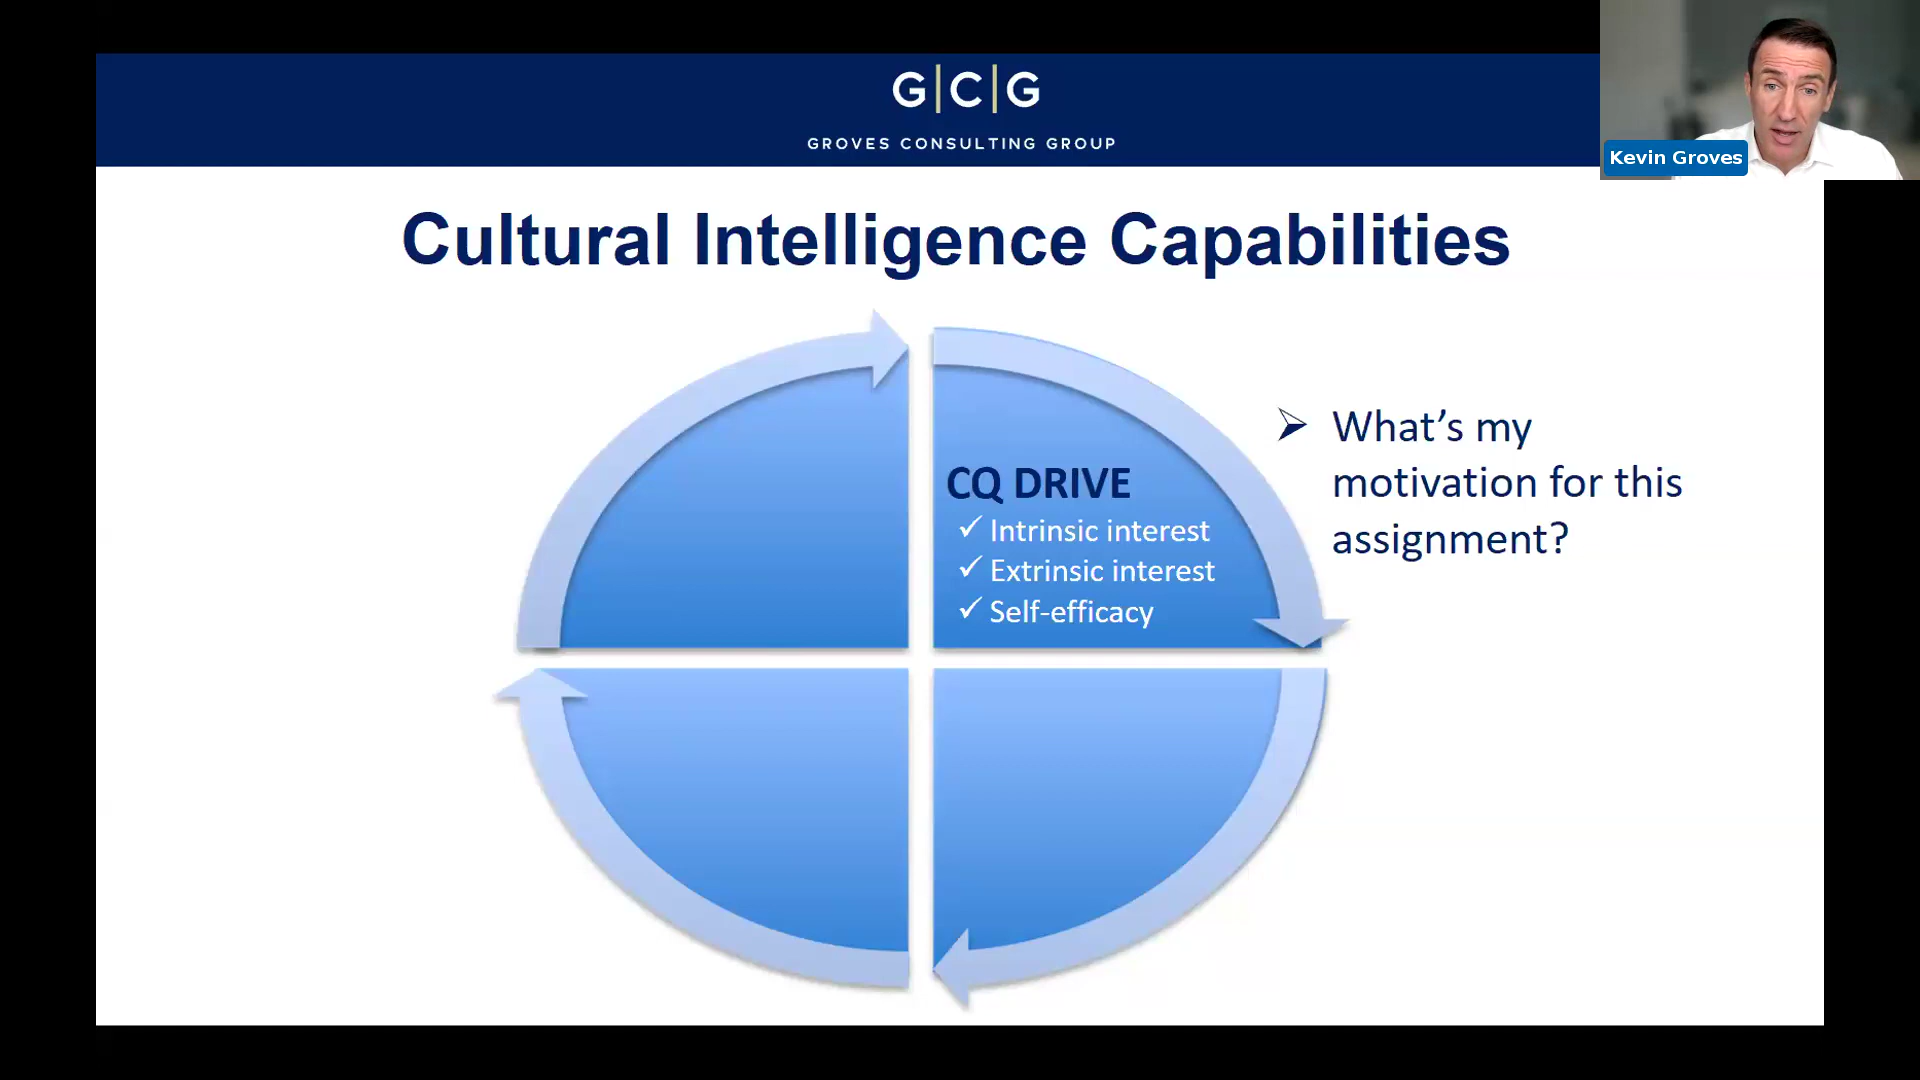 G|C|G
GROVES CONSULTING GROUP
Kevin Groves
Cultural Intelligence Capabilities
CQ DRIVE
✓ Intrinsic interest
✓ Extrinsic interest
✓ Self-efficacy
➢ What’s my
motivation for this
assignment?